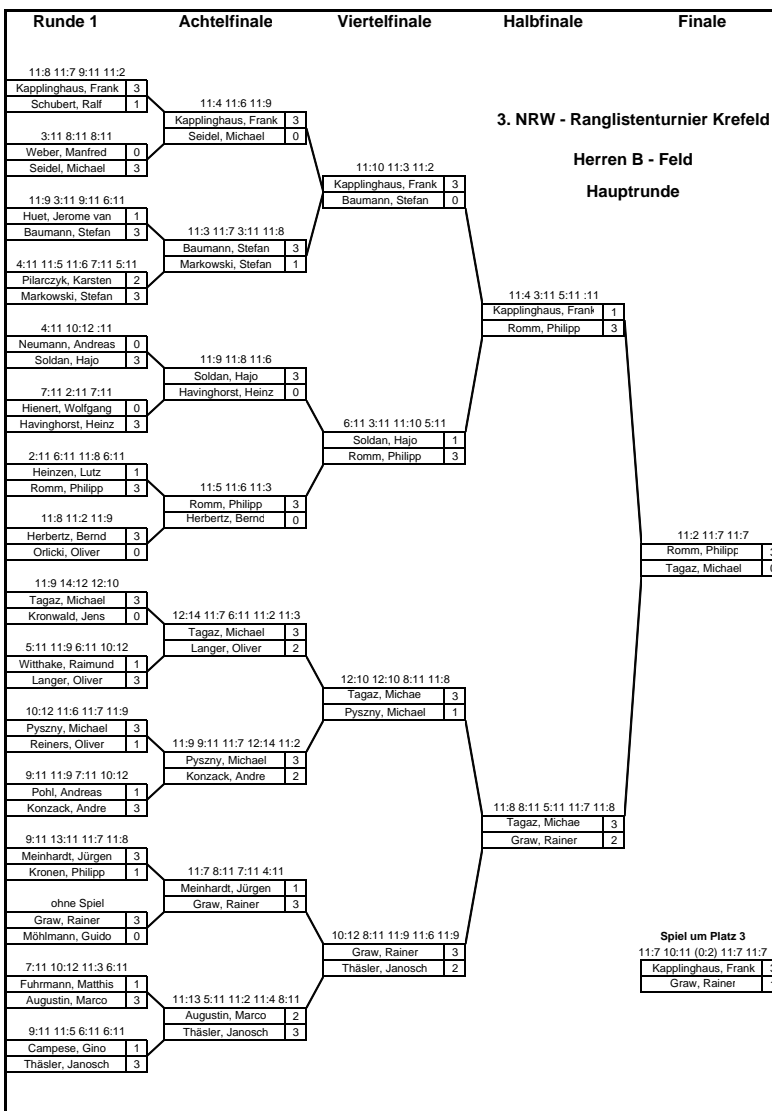 Runde 1 Achtelfinale Viertelfinale Halbfinale Finale
3. NRW - Ranglistenturnier Krefeld
Herren B - Feld
Hauptrunde
11:8 11:7 9:11 11:2
Kapplinghaus, Frank 3
Schubert, Ralf 1
3:11 8:11 8:11
Weber, Manfred 0
Seidel, Michael 3
11:9 3:11 9:11 6:11
Huet, Jerome van 1
Baumann, Stefan 3
4:11 11:5 11:6 7:11 5:11
Pilarczyk, Karsten 2
Markowski, Stefan 3
4:11 10:12 :11
Neumann, Andreas 0
Soldan, Hajo 3
7:11 2:11 7:11
Hienert, Wolfgang 0
Havinghorst, Heinz 3
2:11 6:11 11:8 6:11
Heinzen, Lutz 1
Romm, Philipp 3
11:8 11:2 11:9
Herbertz, Bernd 3
Orlicki, Oliver 0
11:9 14:12 12:10
Tagaz, Michael 3
Kronwald, Jens 0
5:11 11:9 6:11 10:12
Witthake, Raimund 1
Langer, Oliver 3
10:12 11:6 11:7 11:9
Pyszny, Michael 3
Reiners, Oliver 1
9:11 11:9 7:11 10:12
Pohl, Andreas 1
Konzack, Andre 3
9:11 13:11 11:7 11:8
Meinhardt, Jürgen 3
Kronen, Philipp 1
ohne Spiel
Graw, Rainer 3
Möhlmann, Guido 0
7:11 10:12 11:3 6:11
Fuhrmann, Matthis 1
Augustin, Marco 3
9:11 11:5 6:11 6:11
Campese, Gino 1
Thäsler, Janosch 3
11:4 11:6 11:9
Kapplinghaus, Frank 3
Seidel, Michael 0
11:3 11:7 3:11 11:8
Baumann, Stefan 3
Markowski, Stefan 1
11:9 11:8 11:6
Soldan, Hajo 3
Havinghorst, Heinz 0
11:5 11:6 11:3
Romm, Philipp 3
Herbertz, Bernd 0
12:14 11:7 6:11 11:2 11:3
Tagaz, Michael 3
Langer, Oliver 2
11:9 9:11 11:7 12:14 11:2
Pyszny, Michael 3
Konzack, Andre 2
11:7 8:11 7:11 4:11
Meinhardt, Jürgen 1
Graw, Rainer 3
11:13 5:11 11:2 11:4 8:11
Augustin, Marco 2
Thäsler, Janosch 3
11:10 11:3 11:2
Kapplinghaus, Frank 3
Baumann, Stefan 0
6:11 3:11 11:10 5:11
Soldan, Hajo 1
Romm, Philipp 3
12:10 12:10 8:11 11:8
Tagaz, Michae 3
Pyszny, Michael 1
10:12 8:11 11:9 11:6 11:9
Graw, Rainer 3
Thäsler, Janosch 2
11:4 3:11 5:11 :11
Kapplinghaus, Frank 1
Romm, Philipp 3
11:8 8:11 5:11 11:7 11:8
Tagaz, Michae 3
Graw, Rainer 2
11:2 11:7 11:7
Romm, Philipp
Tagaz, Michael
Spiel um Platz 3
11:7 10:11 (0:2) 11:7 11:7
Kapplinghaus, Frank
Graw, Rainer